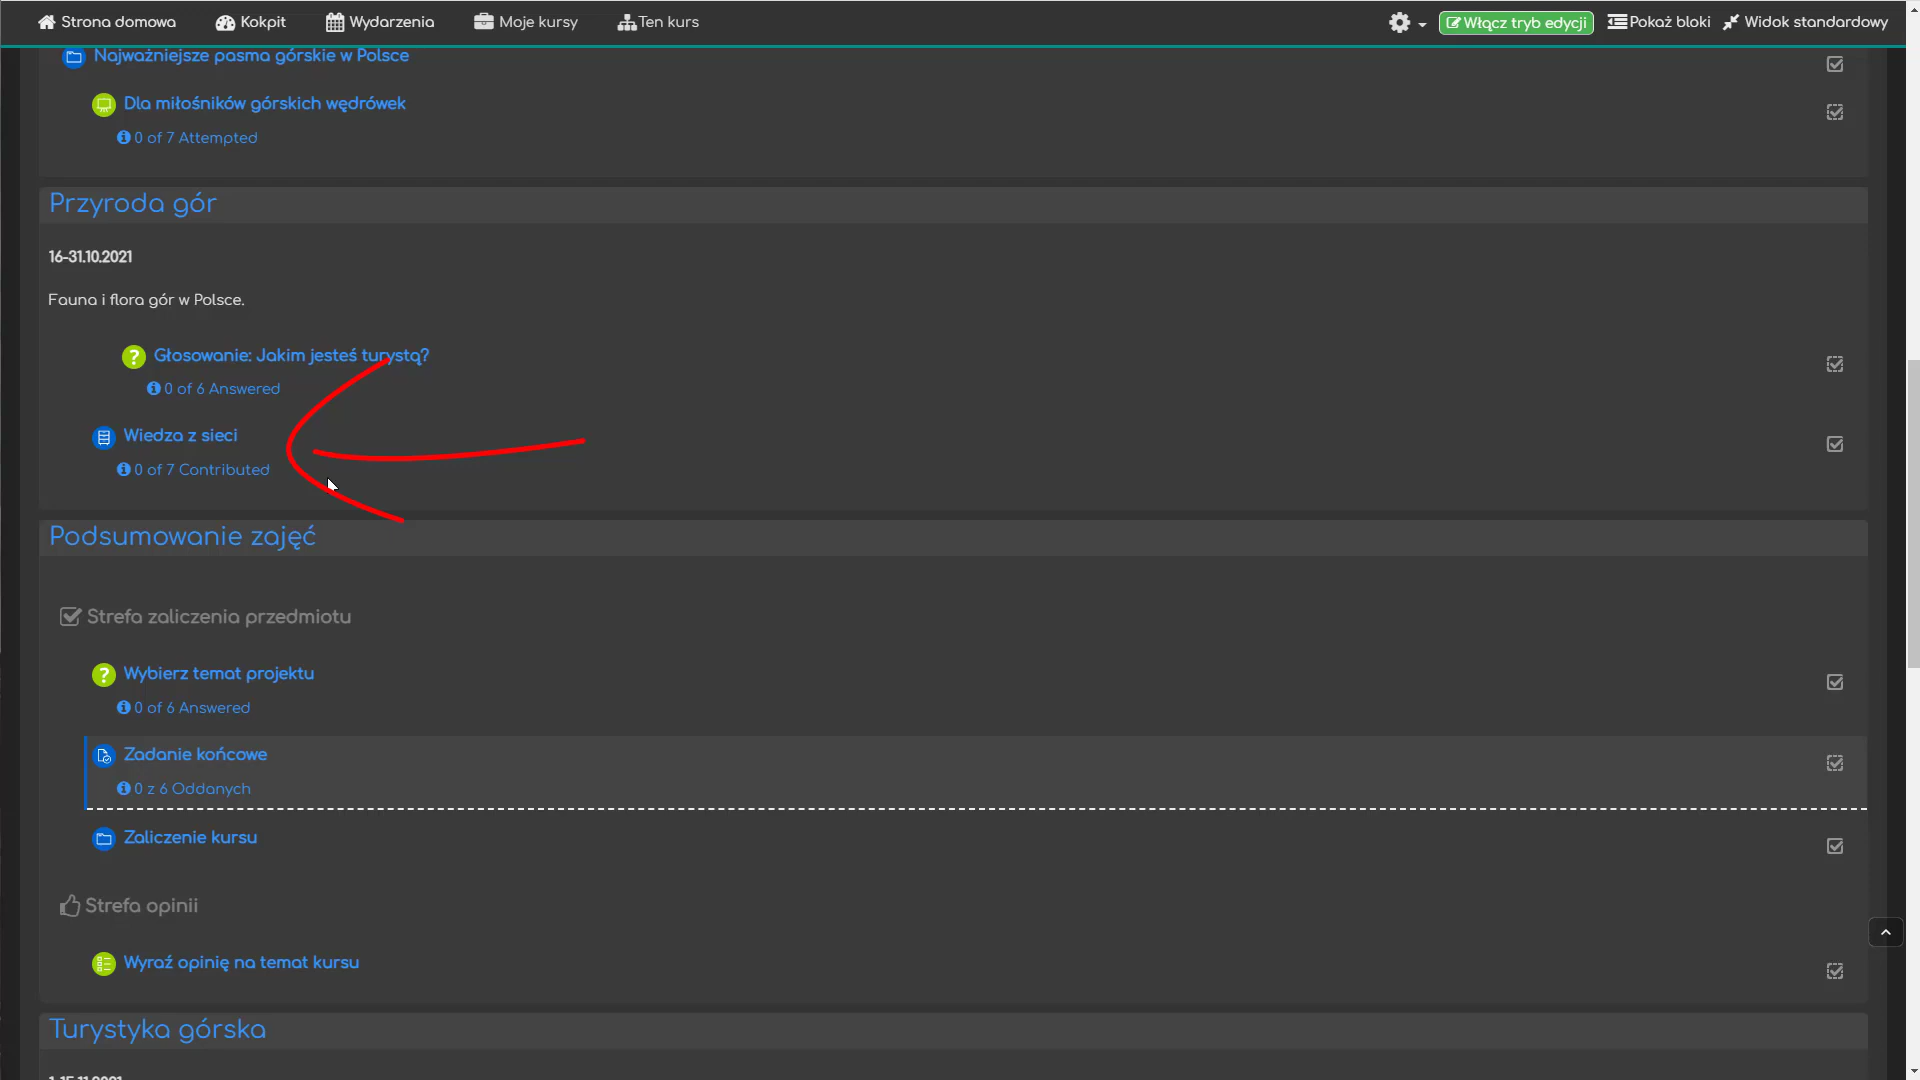 Strona domowa Kokpit Wydarzenia Moje kursy Ten kurs Włącz tryb edycji Pokaż bloki Widok standardowy
Najważniejsze pasma górskie w Polsce
Dla miłośników górskich wędrówek
0 of 7 Attempted
Przyroda gór
16-31.10.2021
Fauna i flora gór w Polsce.
Głosowanie: Jakim jesteś turystą?
0 of 6 Answered
Wiedza z sieci
0 of 7 Contributed
Podsumowanie zajęć
Strefa zaliczenia przedmiotu
Wybierz temat projektu
0 of 6 Answered
Zadanie końcowe
0 z 6 Oddanych
Zaliczenie kursu
Strefa opinii
Wyraź opinię na temat kursu
Turystyka górska
1-15.11.2021